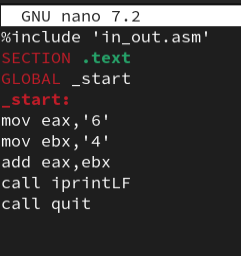 GNU nano 7.2
%include 'in_out.asm'
SECTION .text
GLOBAL _start
_start:
mov eax,'6'
mov ebx,'4'
add eax,ebx
call iprintLF
call quit